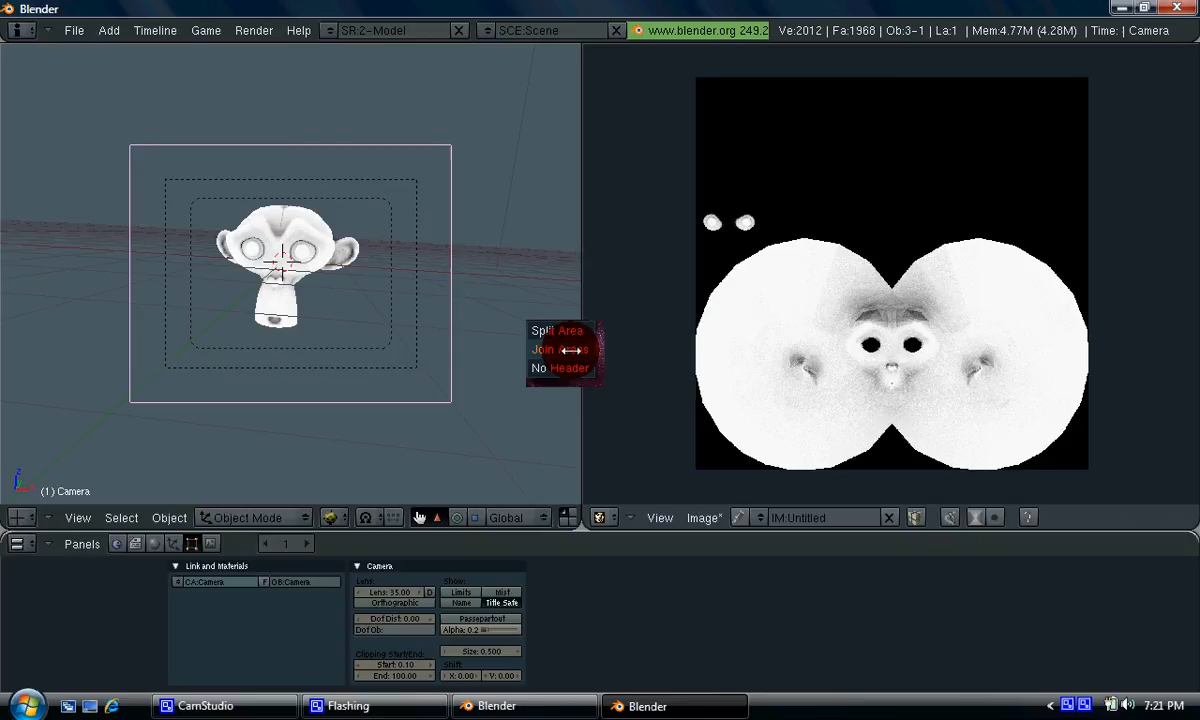 Blender
File Add Timeline Game Render Help SR:2-Model SCE:Scene www.blender.org 249.2 Ve:2012 | Fa:1968 | Ob:3-1 | La:1 | Mem:4.77M (4.28M) | Time: | Camera
Split Area
Join Areas
No Header
z
(1) Camera
View Select Object Object Mode Global View Image* IM:Untitled
Panels 1
Link and Materials Camera
CA:Camera F OB:Camera
Lens: Show:
Lens: 35.00 D Limits Mist
Orthographic Name Title Safe
Dof Dist: 0.00 Passepartout
Dof Ob: Alpha: 0.2
Clipping Start/End: Size: 0.500
Start: 0.10 Shift:
End: 100.00 X: 0.00 Y: 0.00
CamStudio Flashing Blender Blender 7:21 PM